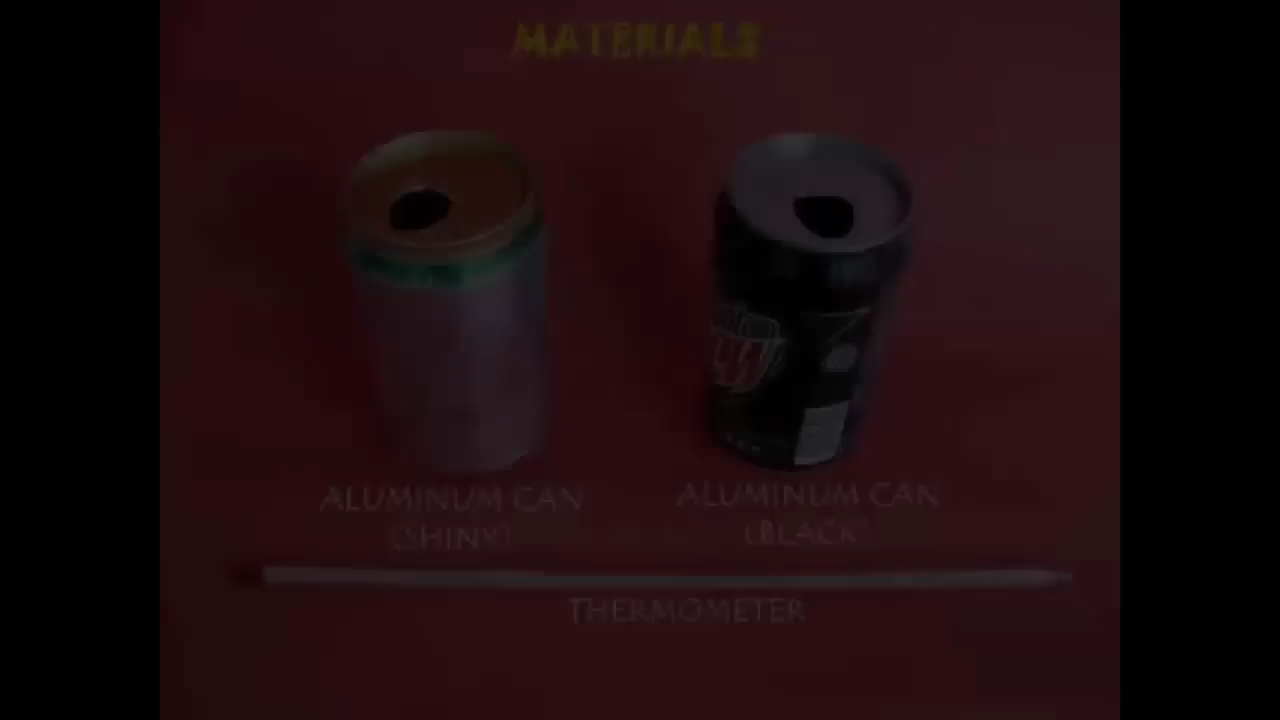 MATERIALS
ALUMINUM CAN
(SHINY)
ALUMINUM CAN
(BLACK)
THERMOMETER